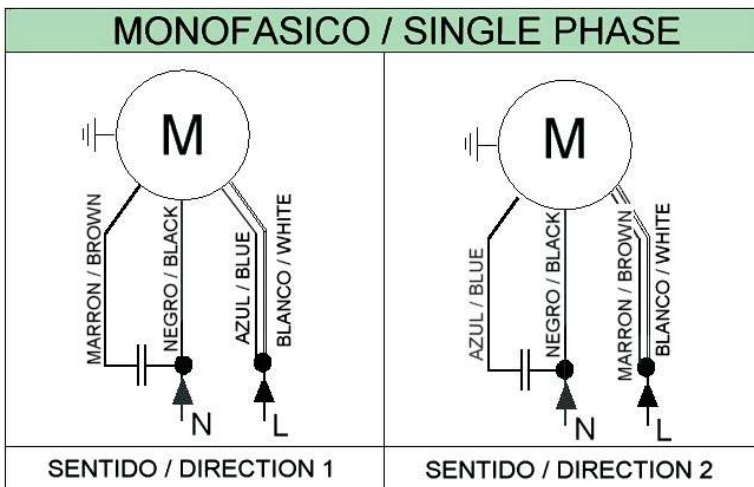 MONOFASICO / SINGLE PHASE
M
MARRON / BROWN
NEGRO / BLACK
AZUL / BLUE
BLANCO / WHITE
N
L
SENTIDO / DIRECTION 1
M
AZUL / BLUE
NEGRO / BLACK
MARRON / BROWN
BLANCO / WHITE
N
L
SENTIDO / DIRECTION 2